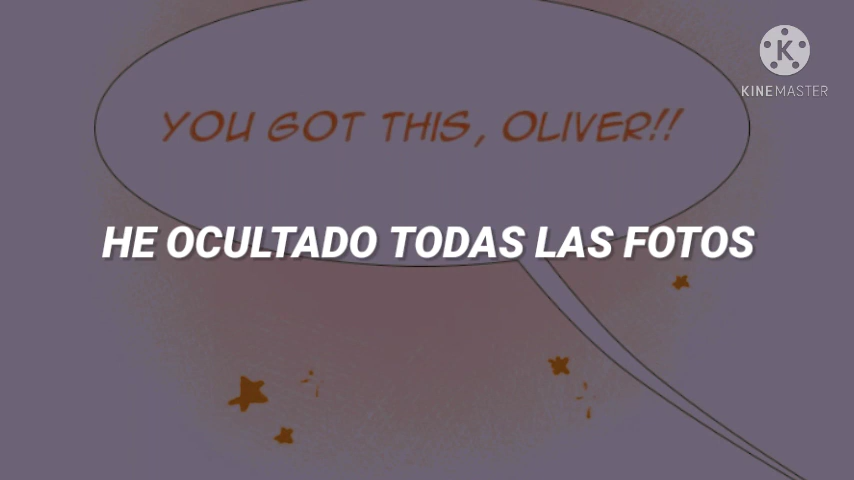 KINEMASTER
YOU GOT THIS, OLIVER!!
HE OCULTADO TODAS LAS FOTOS